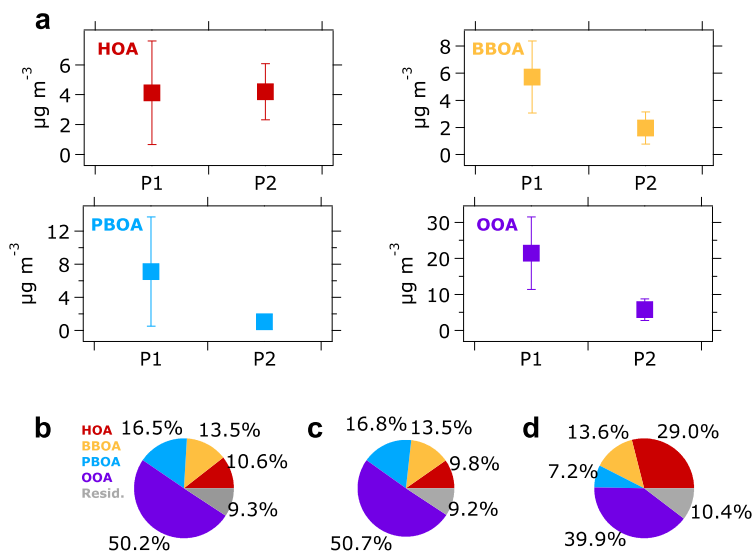 a
HOA
µg m⁻³
6
4
2
0
P1 P2
BBOA
µg m⁻³
8
6
4
2
0
P1 P2
PBOA
µg m⁻³
12
8
4
0
P1 P2
OOA
µg m⁻³
30
20
10
0
P1 P2
b
HOA
BBOA
PBOA
OOA
Resid.
16.5% 13.5%
10.6%
9.3%
50.2%
c
16.8% 13.5%
9.8%
9.2%
50.7%
d
13.6% 29.0%
7.2%
10.4%
39.9%